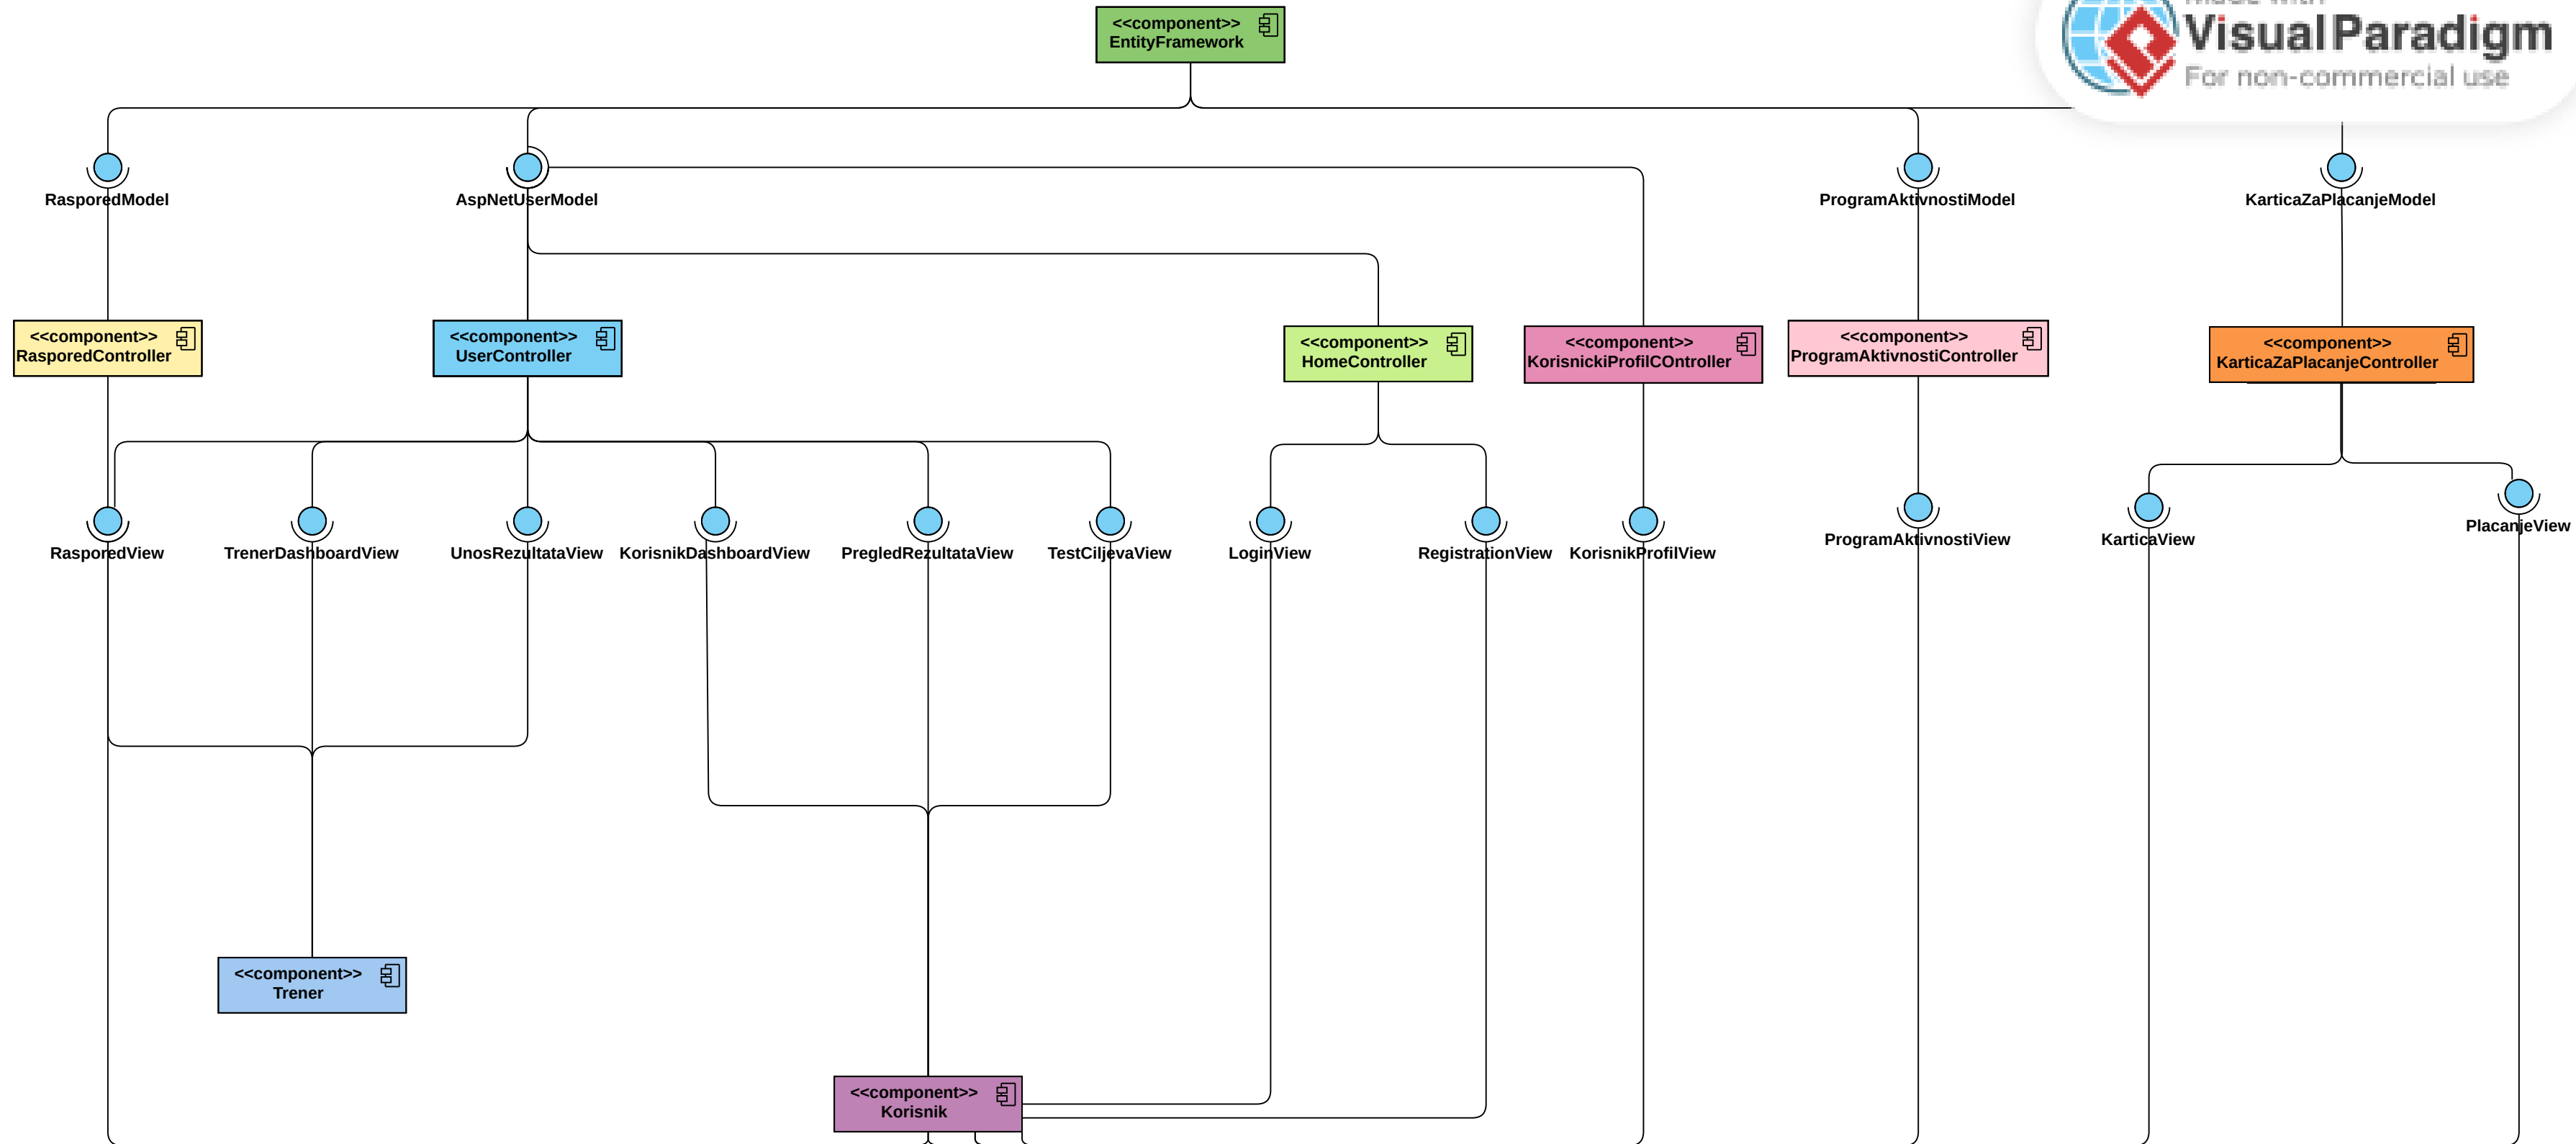 <<component>>
EntityFramework
Made with
Visual Paradigm
For non-commercial use
RasporedModel
AspNetUserModel
ProgramAktivnostiModel
KarticaZaPlacanjeModel
<<component>>
RasporedController
<<component>>
UserController
<<component>>
HomeController
<<component>>
KorisnickiProfilCOntroller
<<component>>
ProgramAktivnostiController
<<component>>
KarticaZaPlacanjeController
RasporedView
TrenerDashboardView
UnosRezultataView
KorisnikDashboardView
PregledRezultataView
TestCiljevaView
LoginView
RegistrationView
KorisnikProfilView
ProgramAktivnostiView
KarticaView
PlacanjeView
<<component>>
Trener
<<component>>
Korisnik